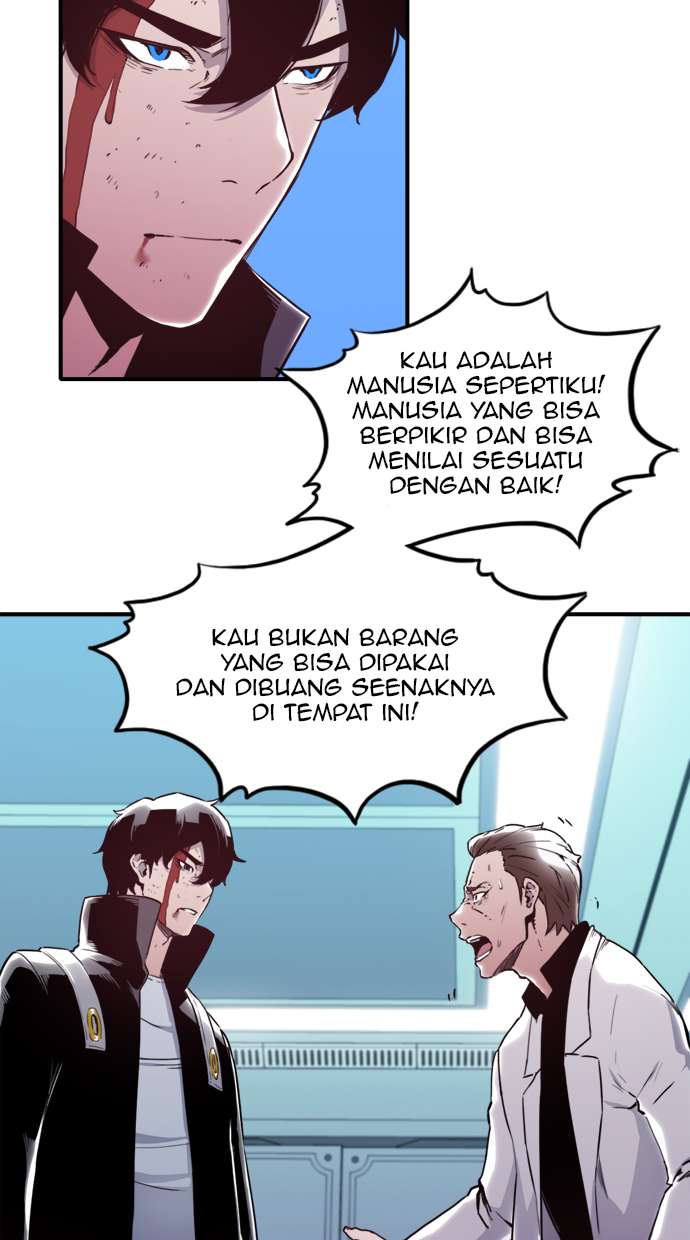 KAU ADALAH
MANUSIA SEPERTIKU!
MANUSIA YANG BISA
BERPIKIR DAN BISA
MENILAI SESUATU
DENGAN BAIK!
KAU BUKAN BARANG
YANG BISA DIPAKAI
DAN DIBUANG SEENAKNYA
DI TEMPAT INI!